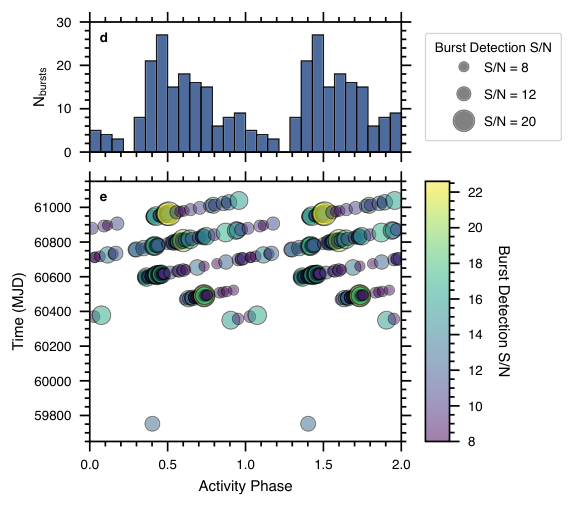 30
20
10
0
N_bursts
d
Burst Detection S/N
S/N = 8
S/N = 12
S/N = 20
e
61000
60800
60600
60400
60200
60000
59800
Time (MJD)
0.0 0.5 1.0 1.5 2.0
Activity Phase
22
20
18
16
14
12
10
8
Burst Detection S/N